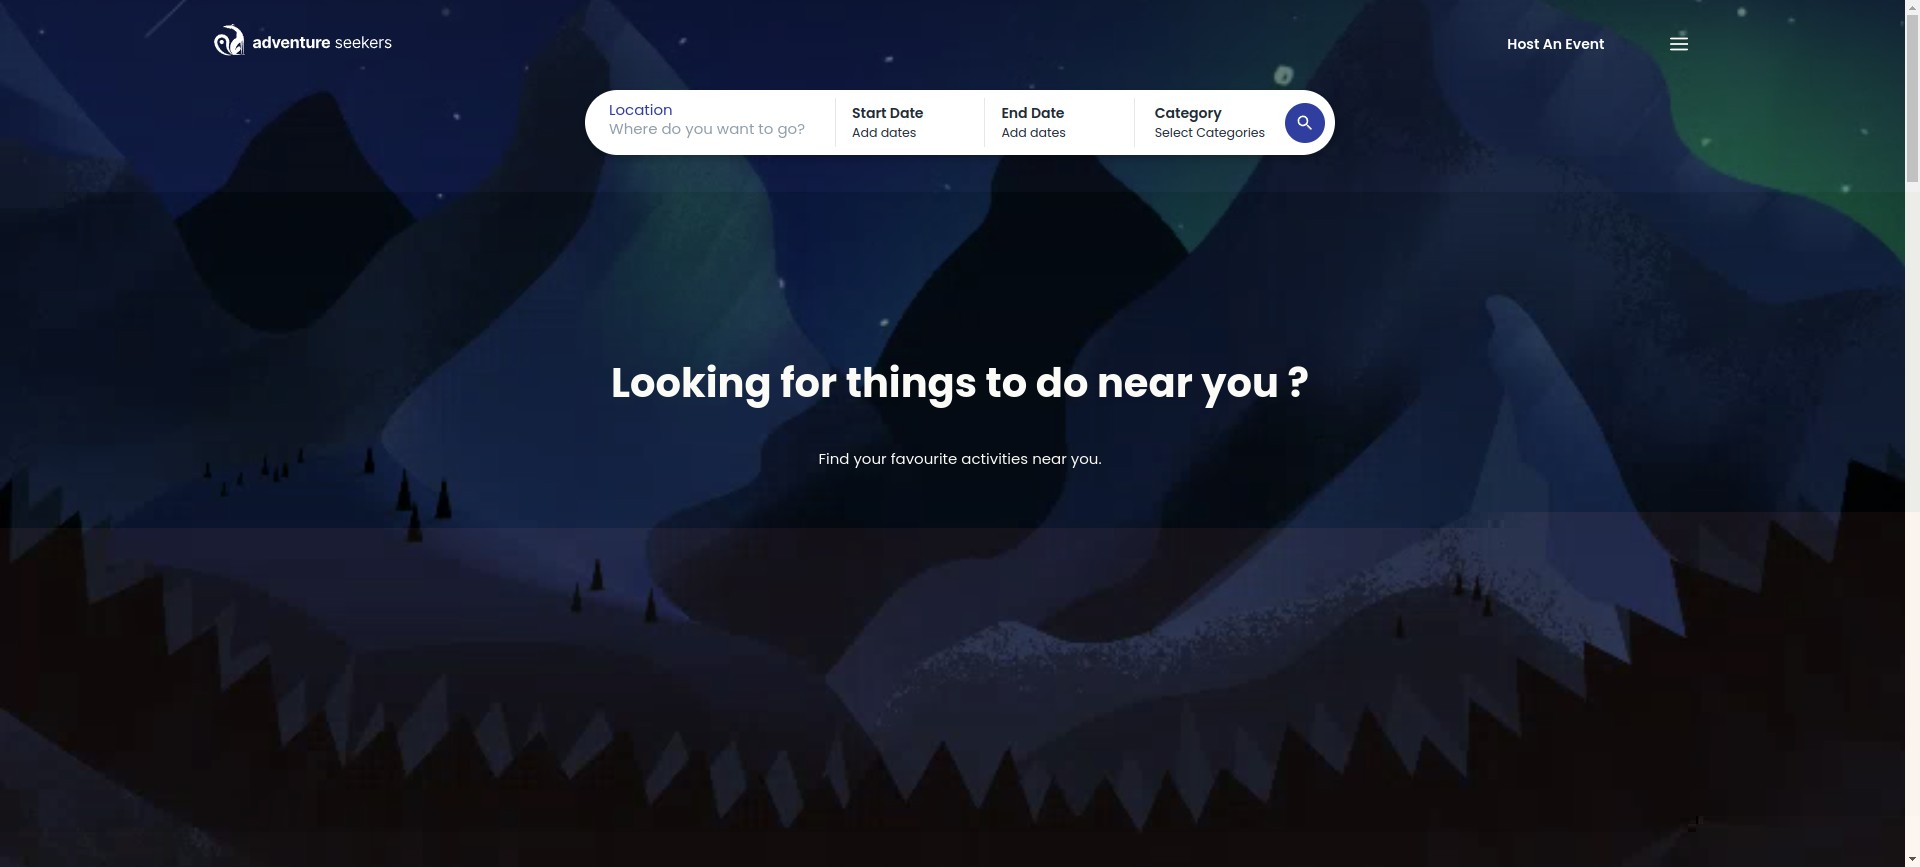 adventure seekers
Host An Event
Location
Where do you want to go?
Start Date
Add dates
End Date
Add dates
Category
Select Categories
Looking for things to do near you ?
Find your favourite activities near you.